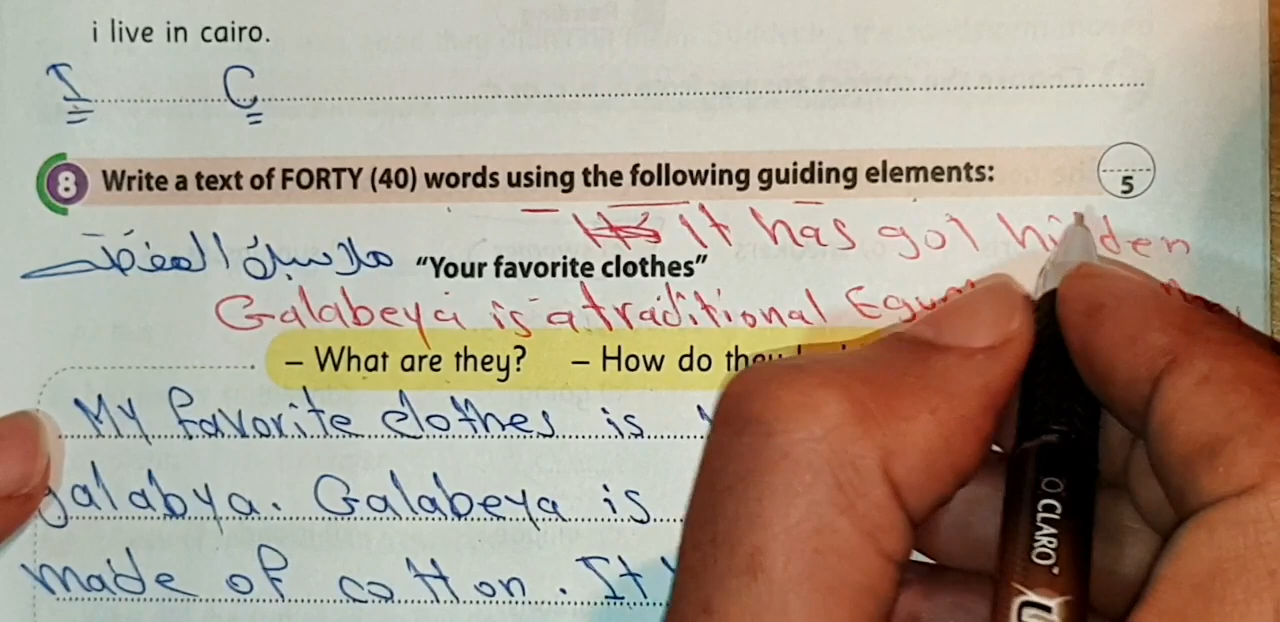 i live in cairo.
I C
8 Write a text of FORTY (40) words using the following guiding elements:
5
It has got hidden
ملابسك المفضلة "Your favorite clothes"
Galabeya is a traditional
– What are they? – How do they
My favorite clothes is
galabya. Galabeya is
made of cotton. It
O CLARO